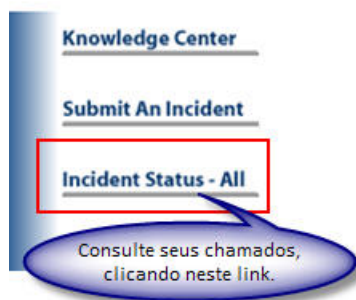 Knowledge Center
Submit An Incident
Incident Status - All
Consulte seus chamados,
clicando neste link.